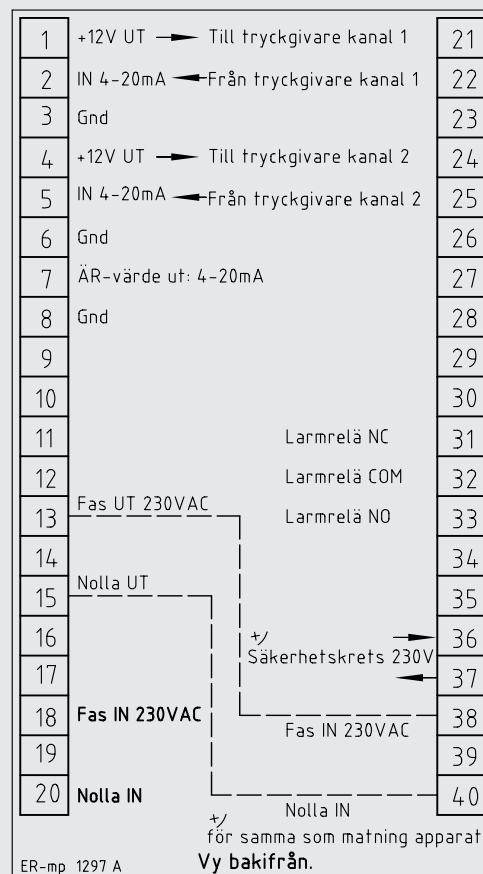 1 +12V UT Till tryckgivare kanal 1 21
2 IN 4-20mA Från tryckgivare kanal 1 22
3 Gnd 23
4 +12V UT Till tryckgivare kanal 2 24
5 IN 4-20mA Från tryckgivare kanal 2 25
6 Gnd 26
7 ÄR-värde ut: 4-20mA 27
8 Gnd 28
9 29
10 30
11 Larmrelä NC 31
12 Larmrelä COM 32
13 Fas UT 230VAC Larmrelä NO 33
14 34
15 Nolla UT 35
16 +/ 36
17 Säkerhetskrets 230V 37
18 Fas IN 230VAC Fas IN 230VAC 38
19 39
20 Nolla IN Nolla IN 40
+/
för samma som matning apparat
ER-mp 1297 A Vy bakifrån.